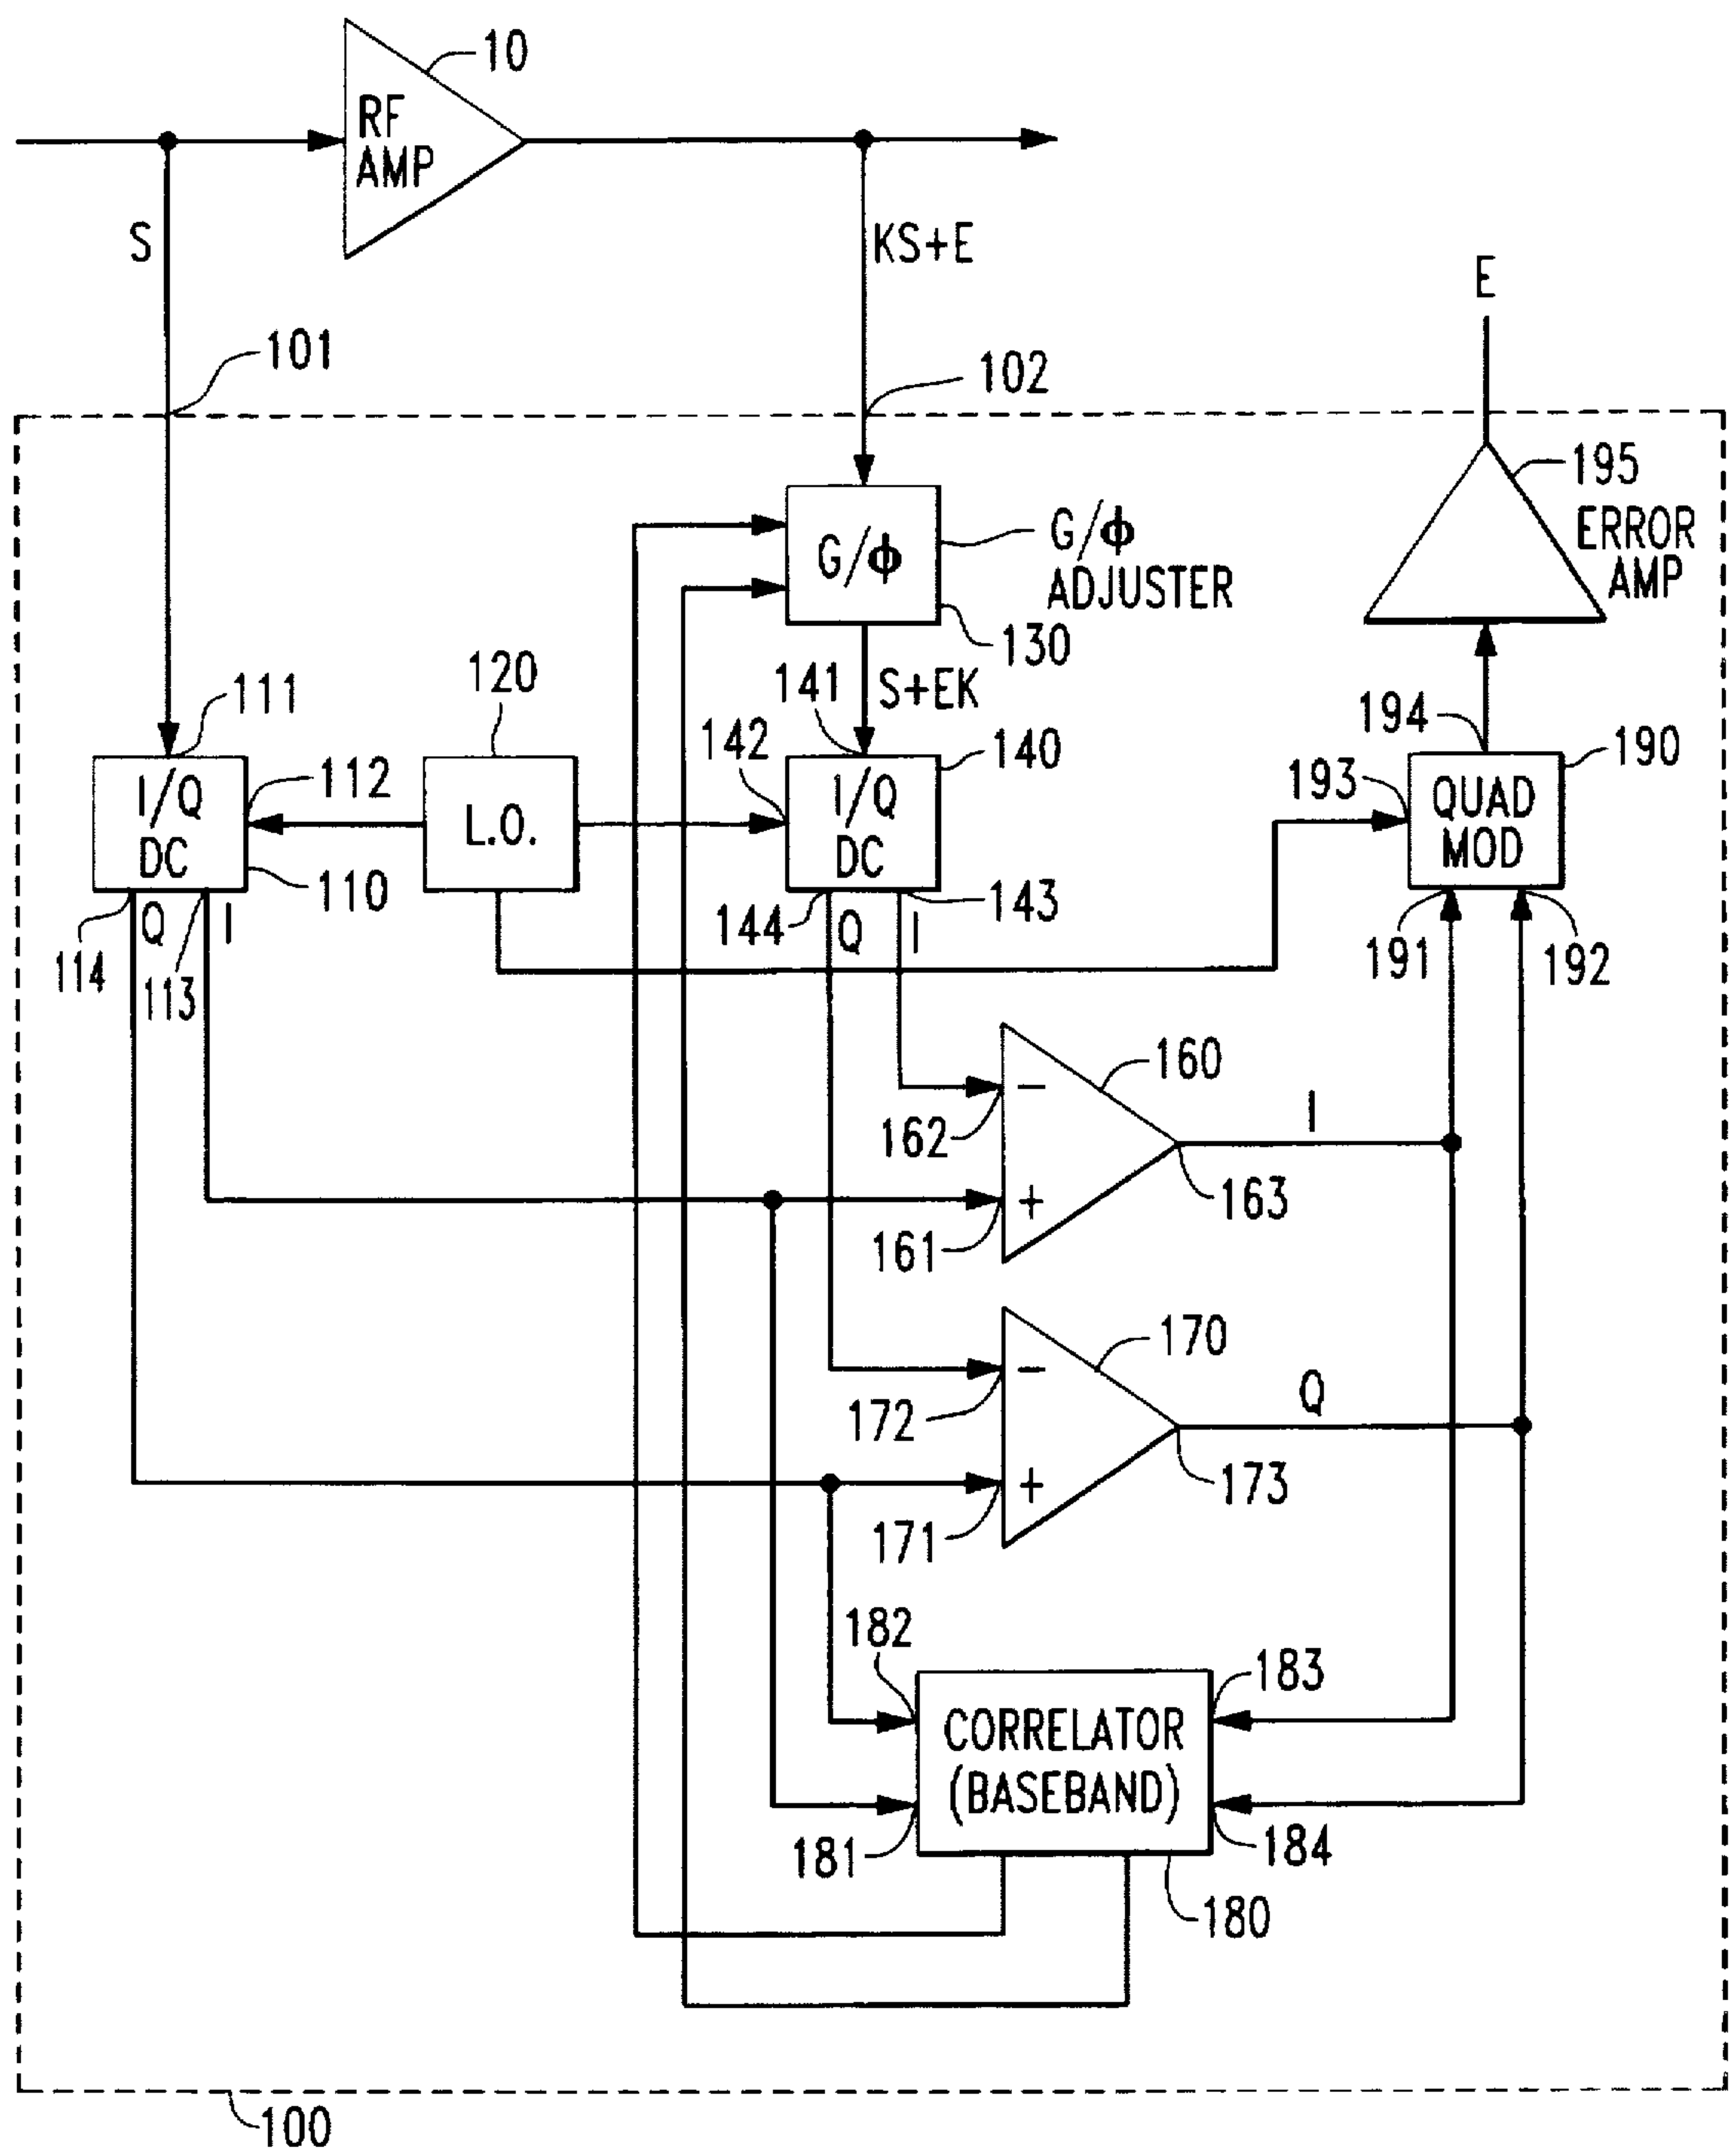 10
RF
AMP
S
KS+E
E
101
102
195
ERROR
AMP
G/Φ
G/Φ
ADJUSTER
130
S+EK
111
120
141
142
140
194
190
193
I/Q
DC
112
L.O.
I/Q
DC
QUAD
MOD
110
114
Q
I
113
144
Q
I
143
191
192
160
−
162
I
163
+
161
170
−
172
Q
173
+
171
182
183
CORRELATOR
(BASEBAND)
181
184
180
100